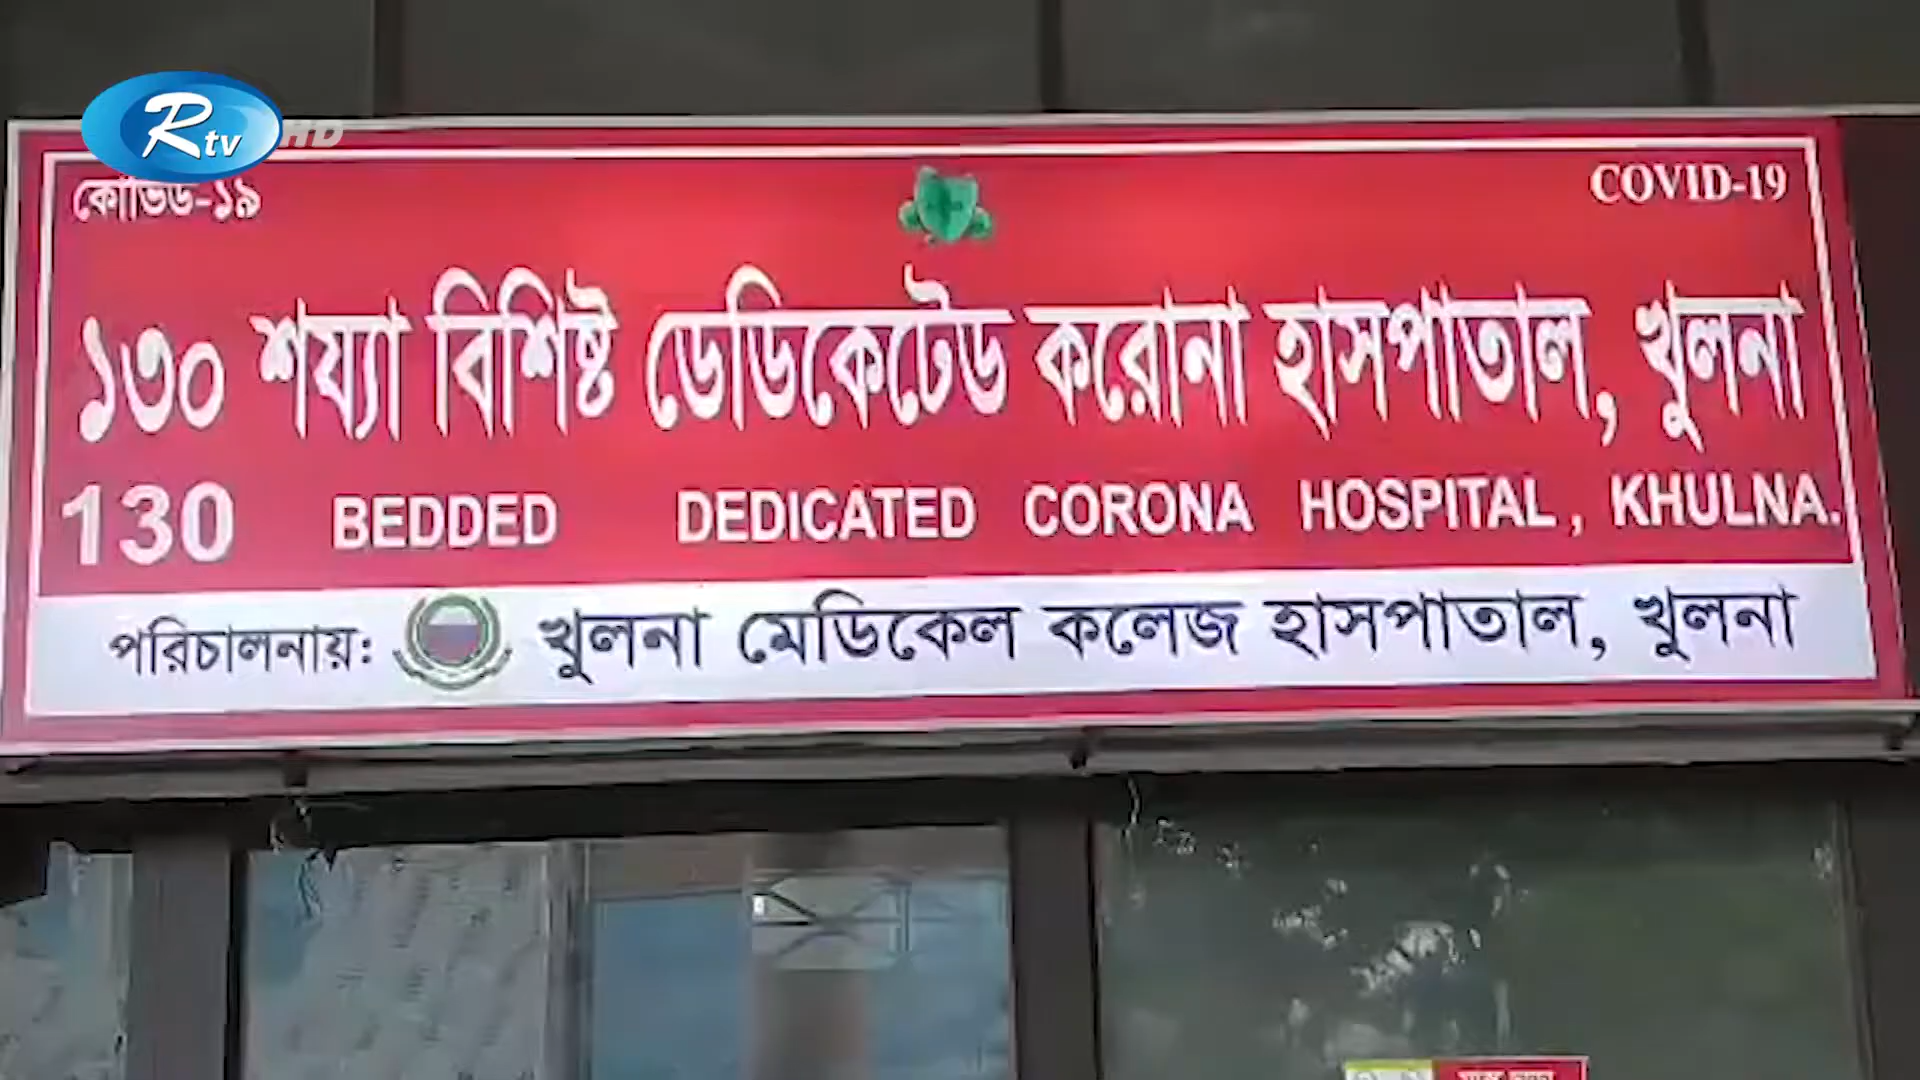 Rtv HD
কোভিড-১৯
COVID-19
১৩০ শয্যা বিশিষ্ট ডেডিকেটেড করোনা হাসপাতাল, খুলনা
130 BEDDED DEDICATED CORONA HOSPITAL, KHULNA.
পরিচালনায়: খুলনা মেডিকেল কলেজ হাসপাতাল, খুলনা